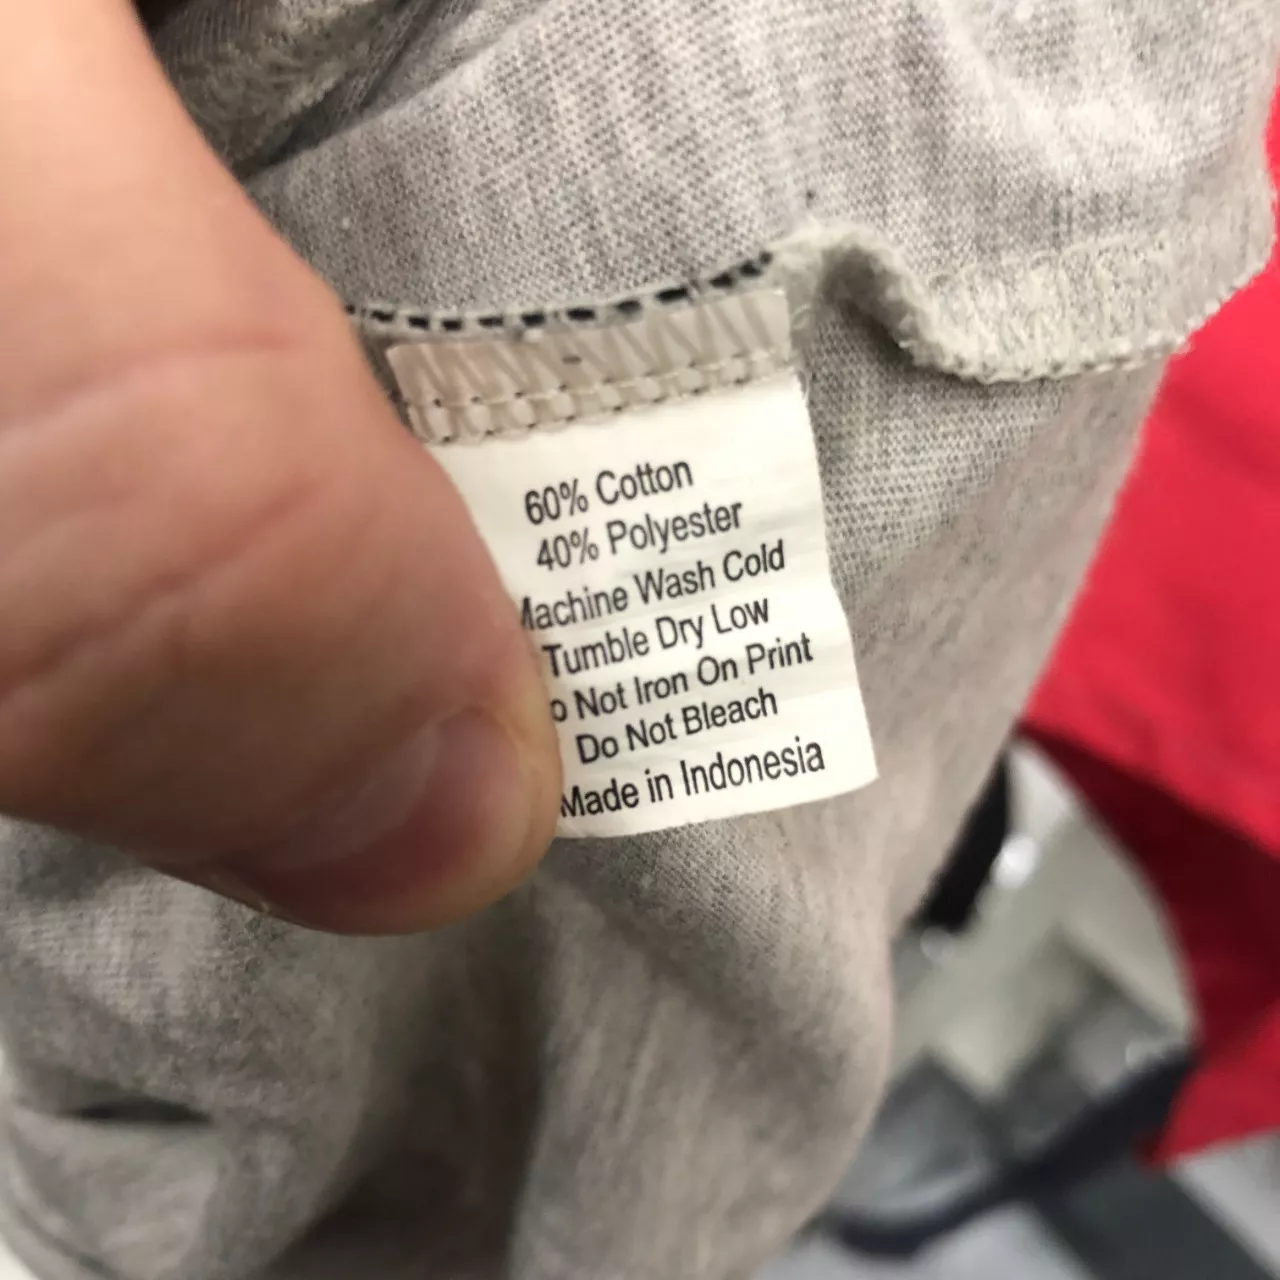 60% Cotton
40% Polyester
Machine Wash Cold
Tumble Dry Low
o Not Iron On Print
Do Not Bleach
Made in Indonesia